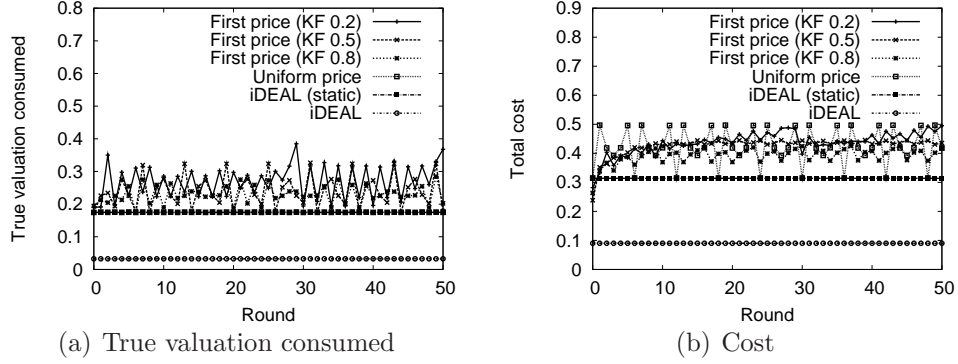 True valuation consumed
0.8
0.7
0.6
0.5
0.4
0.3
0.2
0.1
0
First price (KF 0.2)
First price (KF 0.5)
First price (KF 0.8)
Uniform price
iDEAL (static)
iDEAL
0 10 20 30 40 50
Round
(a) True valuation consumed
Total cost
0.9
0.8
0.7
0.6
0.5
0.4
0.3
0.2
0.1
0
First price (KF 0.2)
First price (KF 0.5)
First price (KF 0.8)
Uniform price
iDEAL (static)
iDEAL
0 10 20 30 40 50
Round
(b) Cost